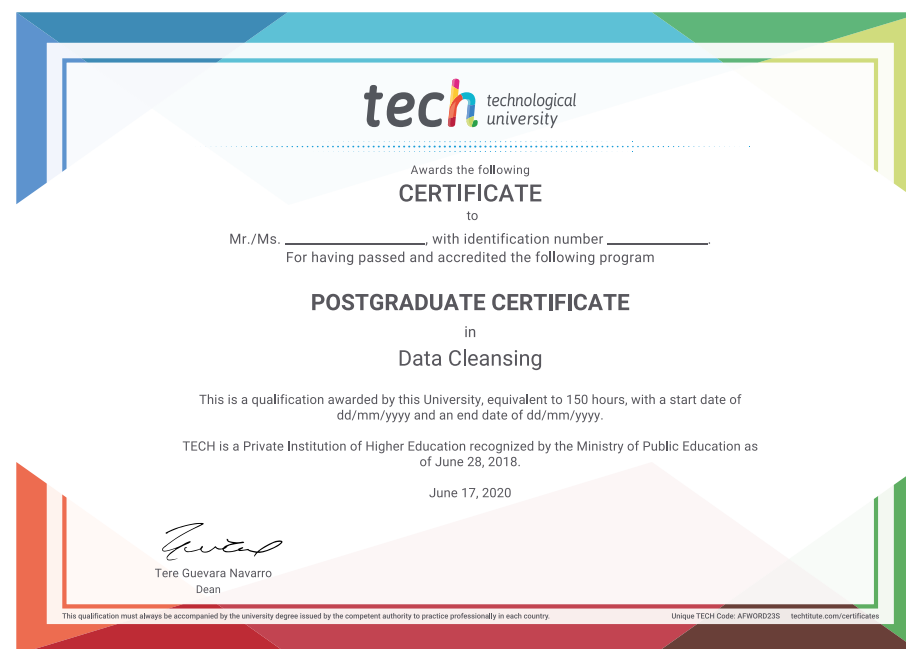 tech technological
university
Awards the following
CERTIFICATE
to
Mr./Ms. ____________________, with identification number ______________.
For having passed and accredited the following program
POSTGRADUATE CERTIFICATE
in
Data Cleansing
This is a qualification awarded by this University, equivalent to 150 hours, with a start date of
dd/mm/yyyy and an end date of dd/mm/yyyy.
TECH is a Private Institution of Higher Education recognized by the Ministry of Public Education as
of June 28, 2018.
June 17, 2020
Tere Guevara Navarro
Dean
This qualification must always be accompanied by the university degree issued by the competent authority to practice professionally in each country. Unique TECH Code: AFWORD23S techtitute.com/certificates